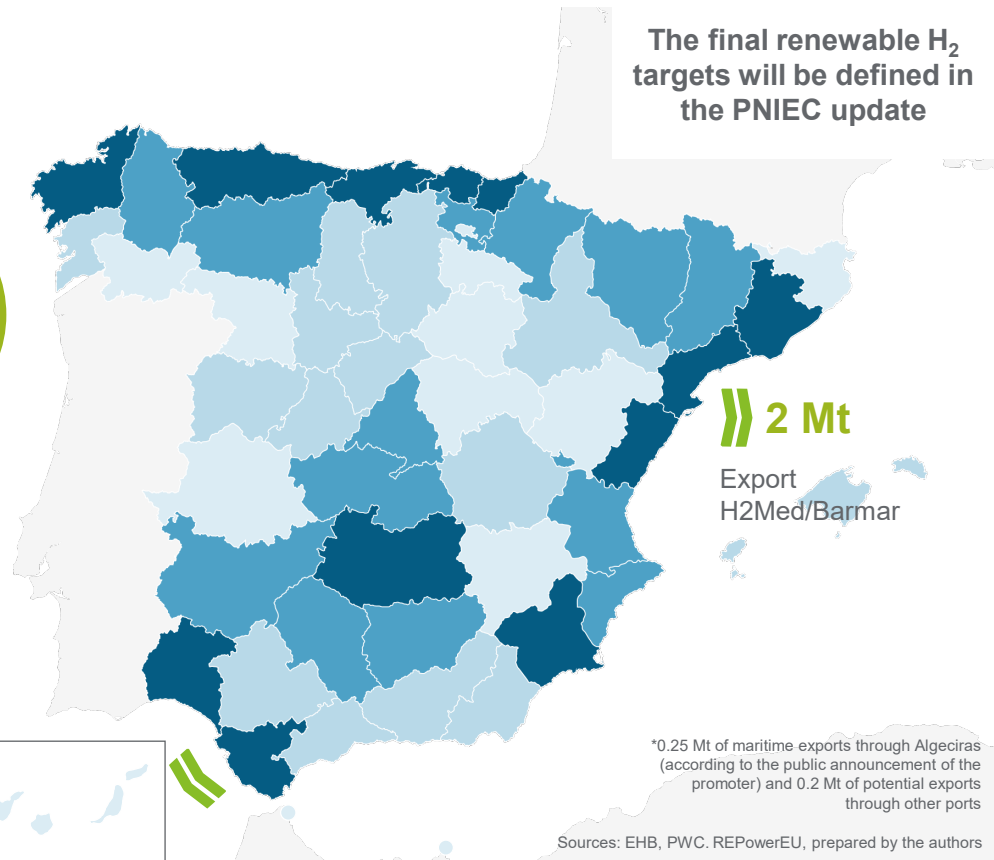 The final renewable H₂
targets will be defined in
the PNIEC update
2 Mt
Export
H2Med/Barmar
*0.25 Mt of maritime exports through Algeciras
(according to the public announcement of the
promoter) and 0.2 Mt of potential exports
through other ports
Sources: EHB, PWC. REPowerEU, prepared by the authors